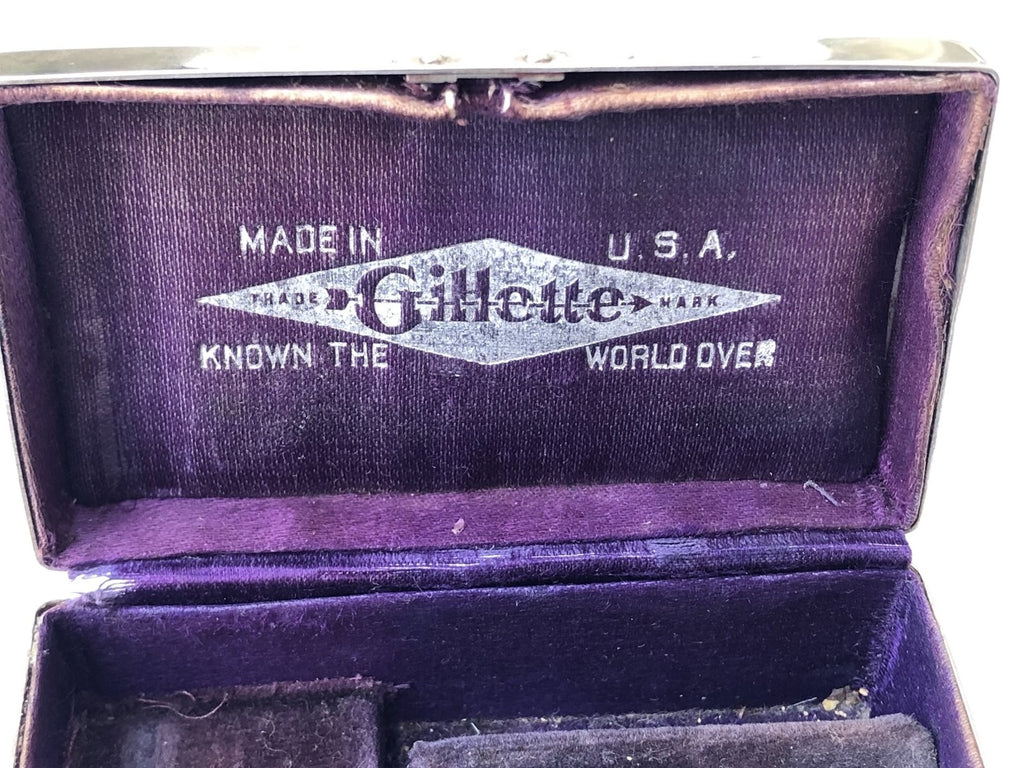 MADE IN U.S.A.
TRADE Gillette MARK
KNOWN THE WORLD OVER